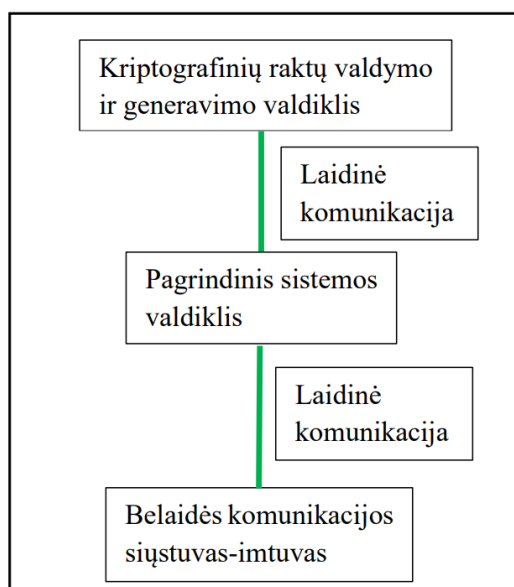 Kriptografinių raktų valdymo
ir generavimo valdiklis
Laidinė
komunikacija
Pagrindinis sistemos
valdiklis
Laidinė
komunikacija
Belaidės komunikacijos
siųstuvas-imtuvas